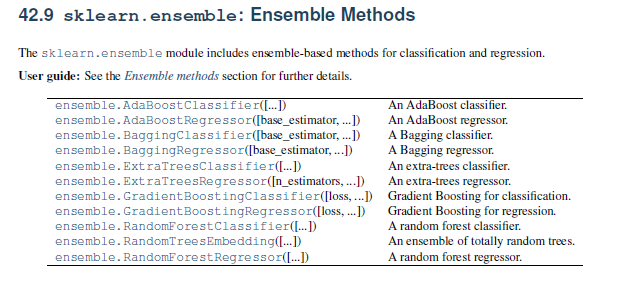 42.9 sklearn.ensemble: Ensemble Methods
The sklearn.ensemble module includes ensemble-based methods for classification and regression.
User guide: See the Ensemble methods section for further details.
ensemble.AdaBoostClassifier([...]) An AdaBoost classifier.
ensemble.AdaBoostRegressor([base_estimator, ...]) An AdaBoost regressor.
ensemble.BaggingClassifier([base_estimator, ...]) A Bagging classifier.
ensemble.BaggingRegressor([base_estimator, ...]) A Bagging regressor.
ensemble.ExtraTreesClassifier([...]) An extra-trees classifier.
ensemble.ExtraTreesRegressor([n_estimators, ...]) An extra-trees regressor.
ensemble.GradientBoostingClassifier([loss, ...]) Gradient Boosting for classification.
ensemble.GradientBoostingRegressor([loss, ...]) Gradient Boosting for regression.
ensemble.RandomForestClassifier([...]) A random forest classifier.
ensemble.RandomTreesEmbedding([...]) An ensemble of totally random trees.
ensemble.RandomForestRegressor([...]) A random forest regressor.